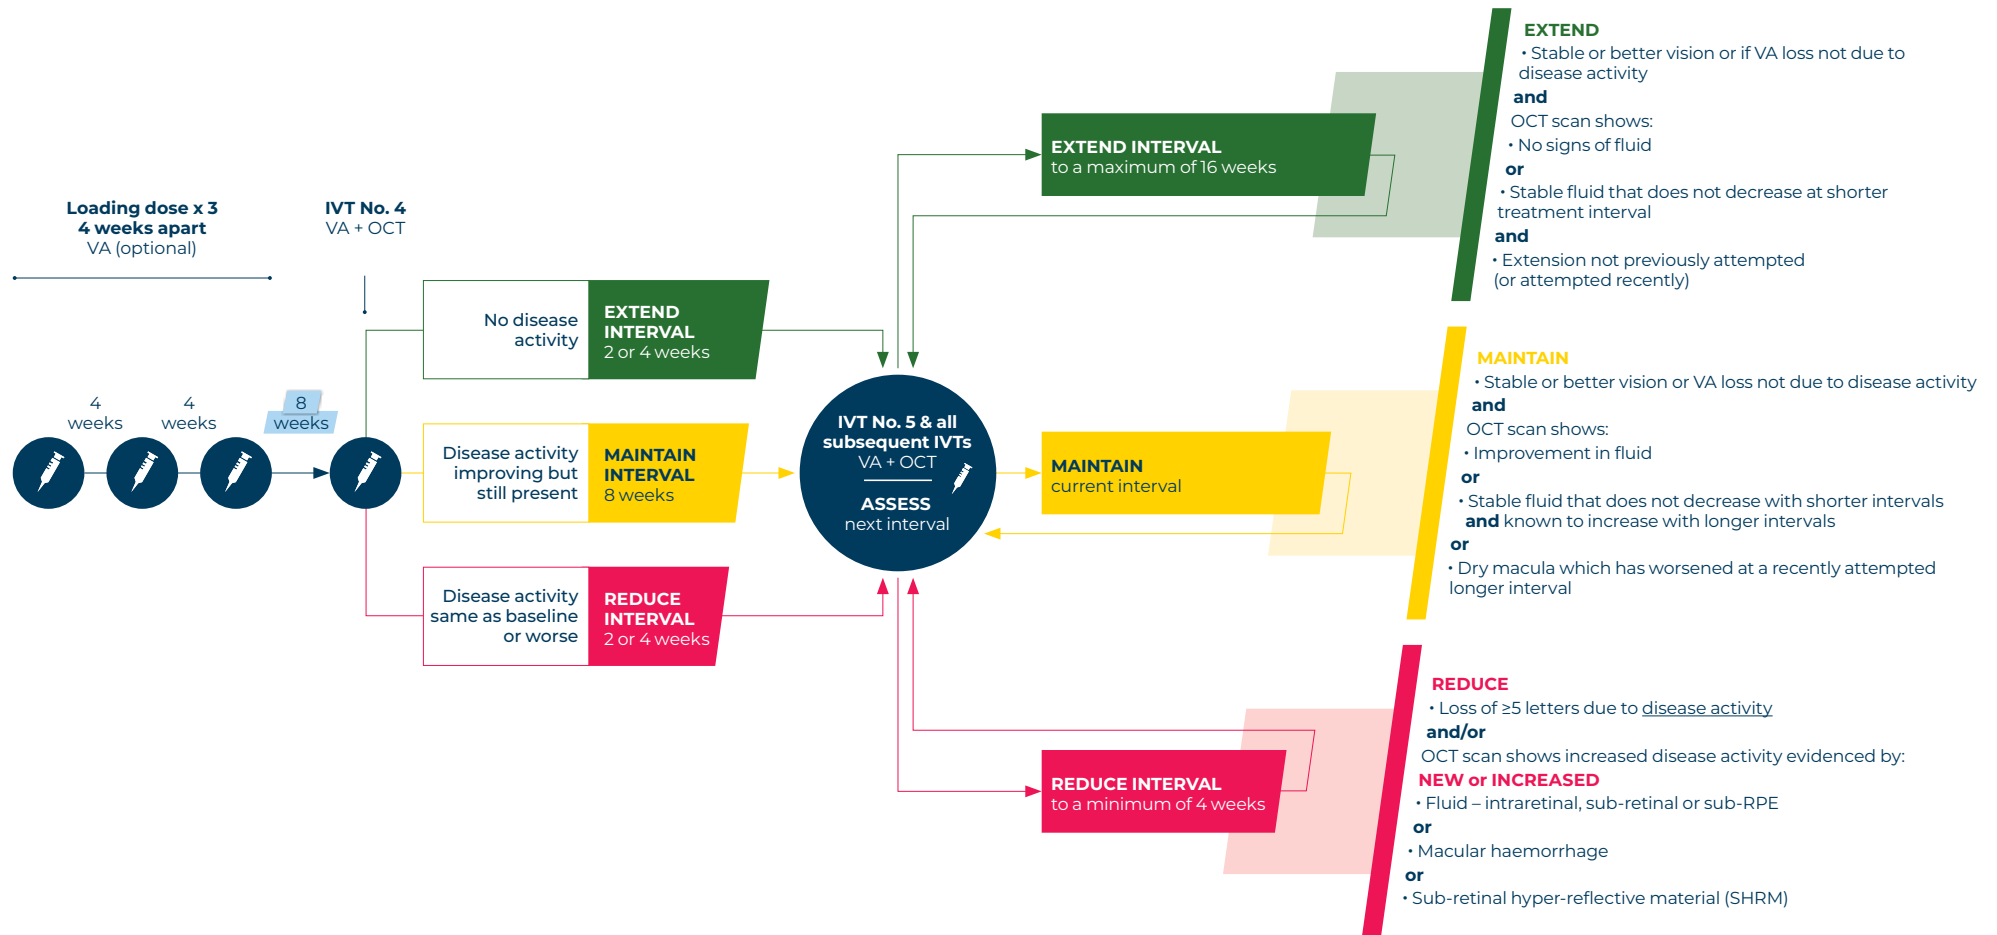 Loading dose x 3
4 weeks apart
VA (optional)
IVT No. 4
VA + OCT
4
weeks
4
weeks
8
weeks
No disease
activity
EXTEND
INTERVAL
2 or 4 weeks
Disease activity
improving but
still present
MAINTAIN
INTERVAL
8 weeks
Disease activity
same as baseline
or worse
REDUCE
INTERVAL
2 or 4 weeks
IVT No. 5 & all
subsequent IVTs
VA + OCT
ASSESS
next interval
EXTEND INTERVAL
to a maximum of 16 weeks
MAINTAIN
current interval
REDUCE INTERVAL
to a minimum of 4 weeks
EXTEND
• Stable or better vision or if VA loss not due to
disease activity
and
OCT scan shows:
• No signs of fluid
or
• Stable fluid that does not decrease at shorter
treatment interval
and
• Extension not previously attempted
(or attempted recently)
MAINTAIN
• Stable or better vision or VA loss not due to disease activity
and
OCT scan shows:
• Improvement in fluid
or
• Stable fluid that does not decrease with shorter intervals
and known to increase with longer intervals
or
• Dry macula which has worsened at a recently attempted
longer interval
REDUCE
• Loss of ≥5 letters due to disease activity
and/or
OCT scan shows increased disease activity evidenced by:
NEW or INCREASED
• Fluid – intraretinal, sub-retinal or sub-RPE
or
• Macular haemorrhage
or
• Sub-retinal hyper-reflective material (SHRM)